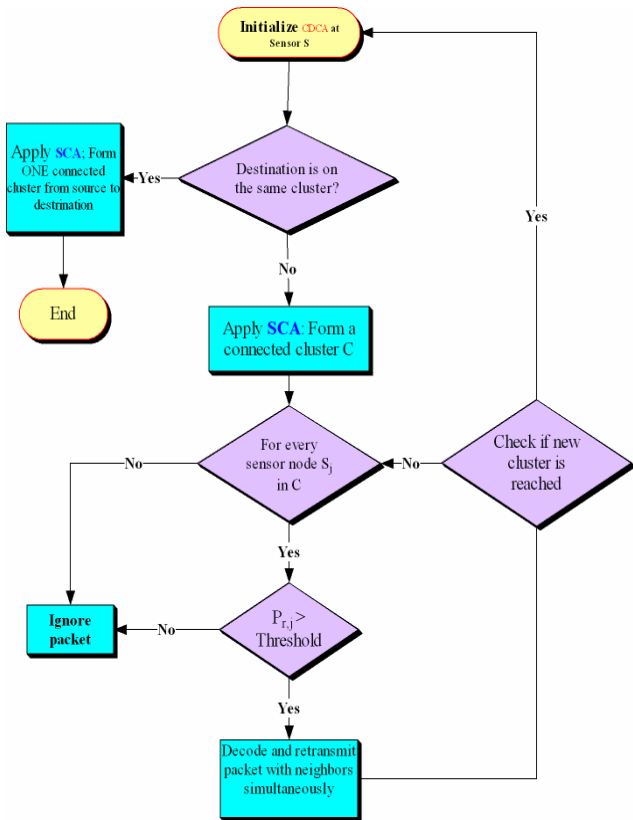 Initialize CDCA at
Sensor S
Apply SCA; Form
ONE connected
cluster from source to
destrination
Yes
Destination is on
the same cluster?
Yes
No
End
Apply SCA: Form a
connected cluster C
No
For every
sensor node Sj
in C
No
Check if new
cluster is
reached
Yes
Ignore
packet
No
Pr,j >
Threshold
Yes
Decode and retransmit
packet with neighbors
simultaneously